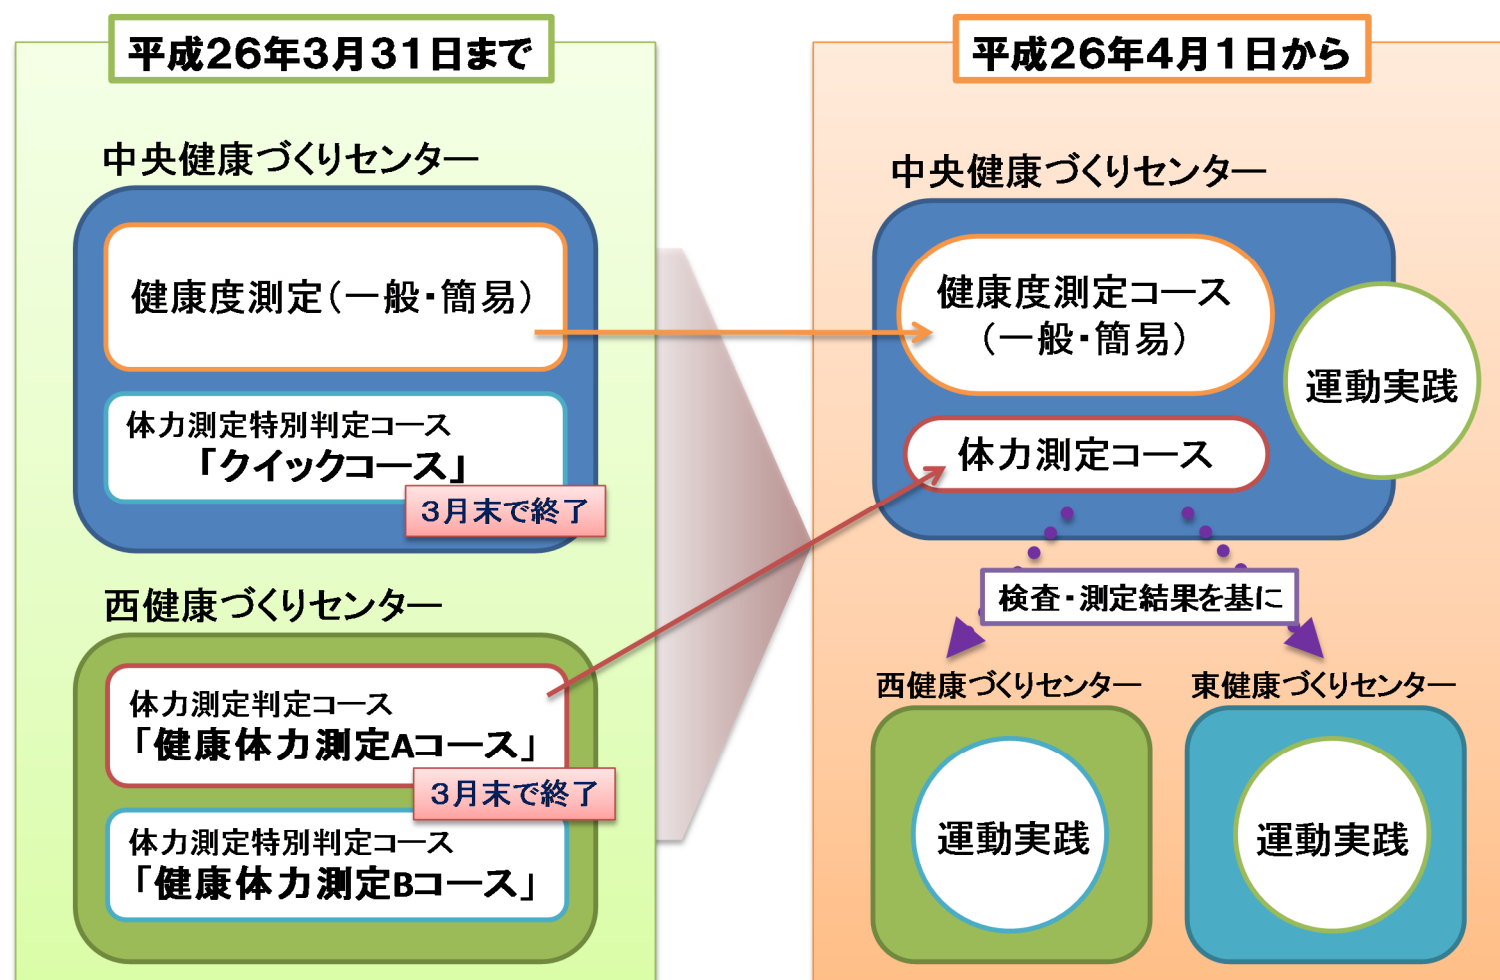 平成26年3月31日まで
中央健康づくりセンター
健康度測定(一般・簡易)
体力測定特別判定コース
「クイックコース」
3月末で終了
西健康づくりセンター
体力測定判定コース
「健康体力測定Aコース」
3月末で終了
体力測定特別判定コース
「健康体力測定Bコース」
平成26年4月1日から
中央健康づくりセンター
健康度測定コース
(一般・簡易)
運動実践
体力測定コース
検査・測定結果を基に
西健康づくりセンター
運動実践
東健康づくりセンター
運動実践